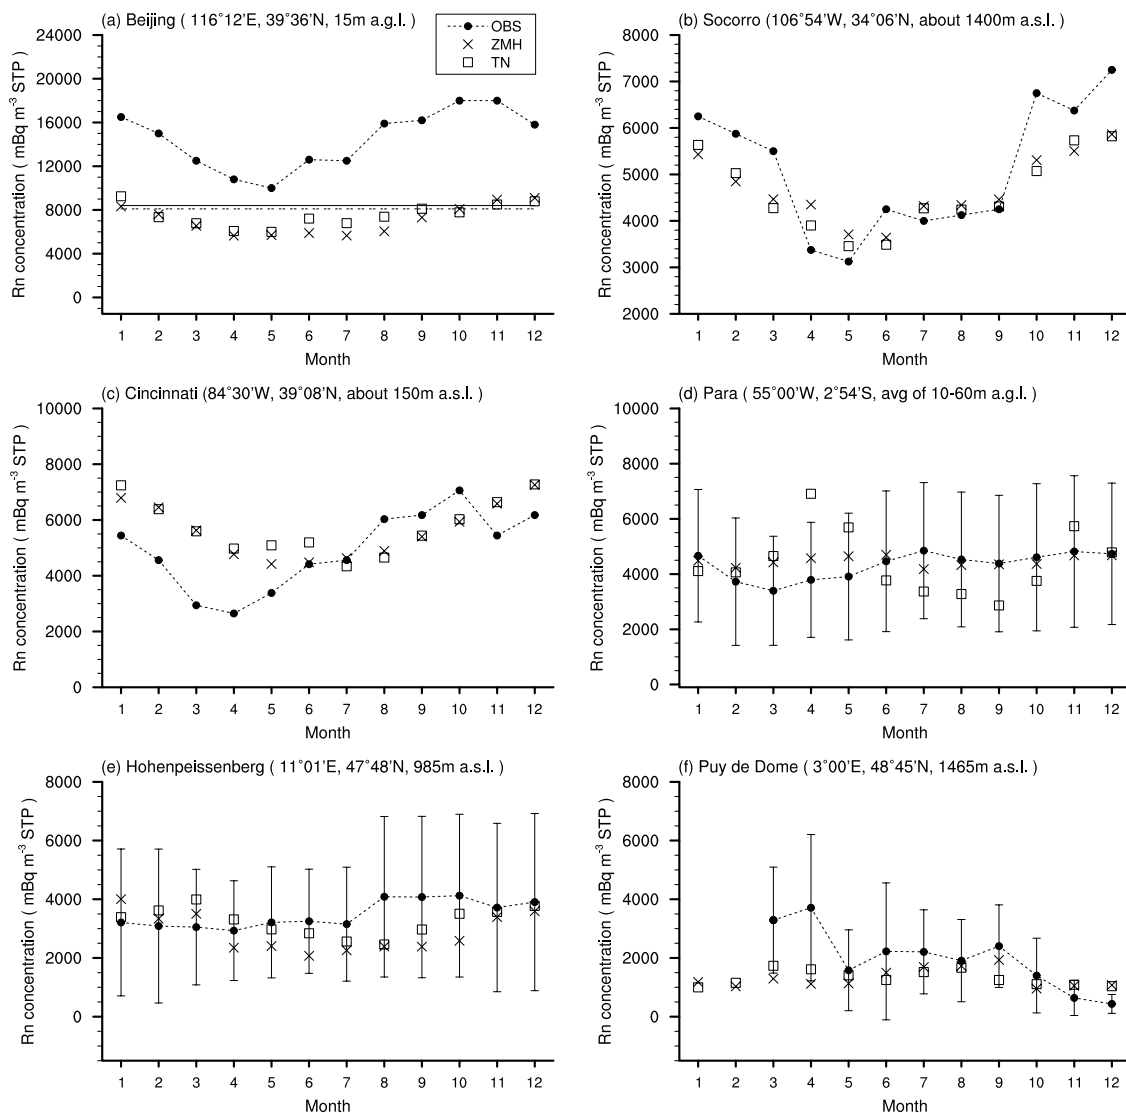 (a) Beijing ( 116°12'E, 39°36'N, 15m a.g.l. )
Rn concentration ( mBq m⁻³ STP )
24000
20000
16000
12000
8000
4000
0
OBS
ZMH
TN
1 2 3 4 5 6 7 8 9 10 11 12
Month
(b) Socorro (106°54'W, 34°06'N, about 1400m a.s.l. )
Rn concentration ( mBq m⁻³ STP )
8000
7000
6000
5000
4000
3000
2000
1 2 3 4 5 6 7 8 9 10 11 12
Month
(c) Cincinnati (84°30'W, 39°08'N, about 150m a.s.l. )
Rn concentration ( mBq m⁻³ STP )
10000
8000
6000
4000
2000
0
1 2 3 4 5 6 7 8 9 10 11 12
Month
(d) Para ( 55°00'W, 2°54'S, avg of 10-60m a.g.l. )
Rn concentration ( mBq m⁻³ STP )
10000
8000
6000
4000
2000
0
1 2 3 4 5 6 7 8 9 10 11 12
Month
(e) Hohenpeissenberg ( 11°01'E, 47°48'N, 985m a.s.l. )
Rn concentration ( mBq m⁻³ STP )
8000
6000
4000
2000
0
1 2 3 4 5 6 7 8 9 10 11 12
Month
(f) Puy de Dome ( 3°00'E, 48°45'N, 1465m a.s.l. )
Rn concentration ( mBq m⁻³ STP )
8000
6000
4000
2000
0
1 2 3 4 5 6 7 8 9 10 11 12
Month